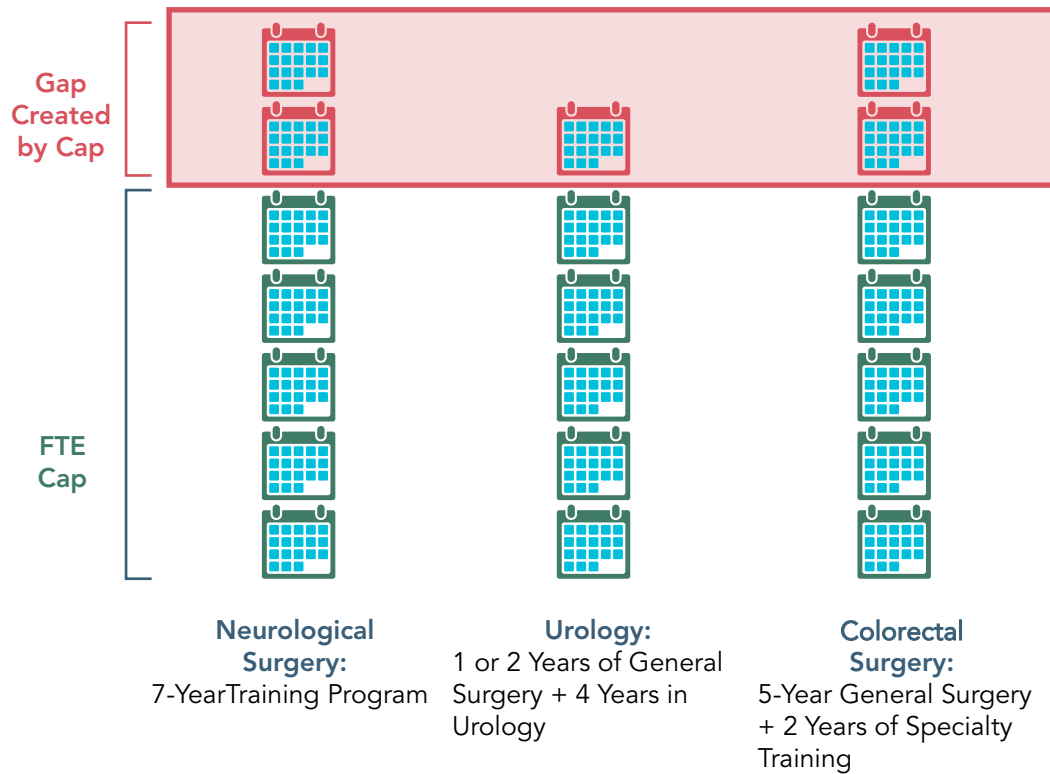 Gap
Created
by Cap
FTE
Cap
Neurological
Surgery:
7-YearTraining Program
Urology:
1 or 2 Years of General
Surgery + 4 Years in
Urology
Colorectal
Surgery:
5-Year General Surgery
+ 2 Years of Specialty
Training